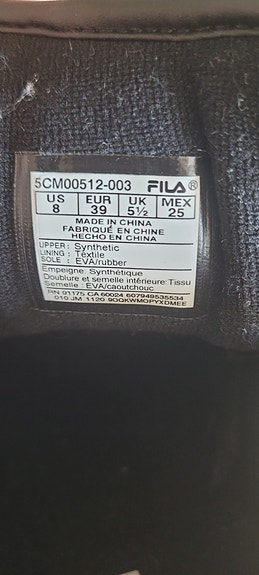 5CM00512-003 FILA®
US EUR UK MEX
8 39 5½ 25
MADE IN CHINA
FABRIQUÉ EN CHINE
HECHO EN CHINA
UPPER: Synthetic
LINING: Textile
SOLE : EVA/rubber
Empeigne: Synthétique
Doublure et semelle intérieure: Tissu
Semelle : EVA/caoutchouc
RN 91175 CA 60024 607949535534
010 JM 1120 9OQKWMOPYXDMEE